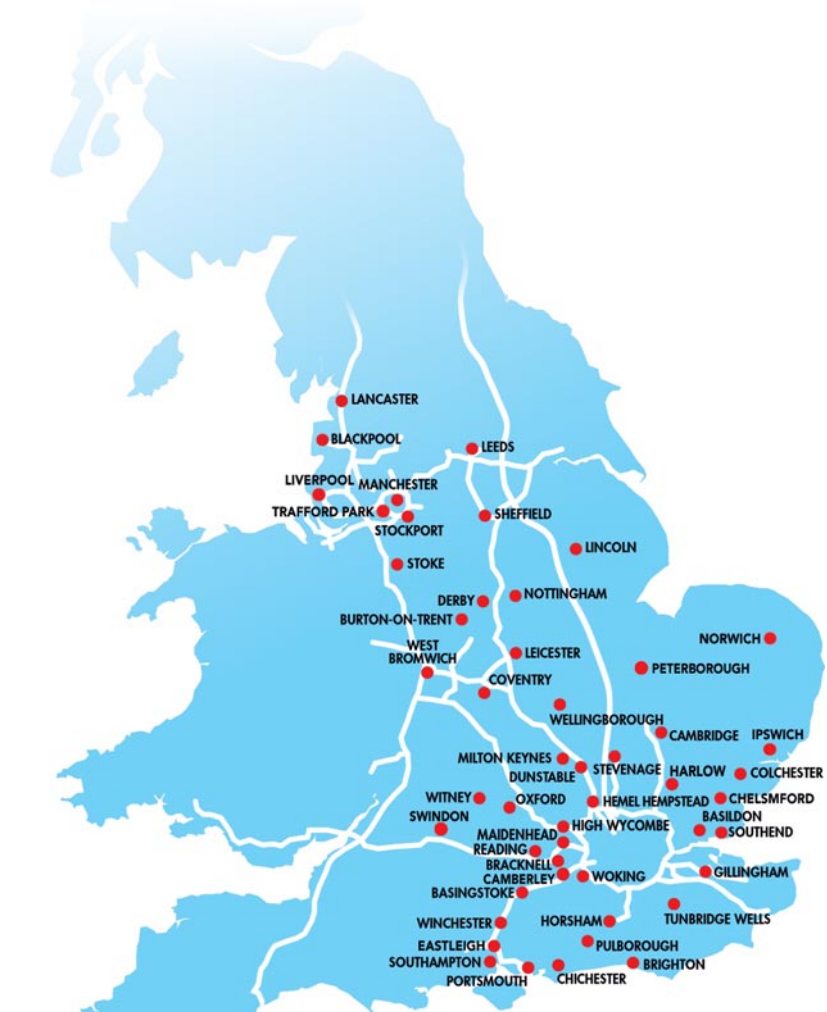 LANCASTER
BLACKPOOL
LEEDS
LIVERPOOL
MANCHESTER
TRAFFORD PARK
SHEFFIELD
STOCKPORT
LINCOLN
STOKE
NOTTINGHAM
DERBY
BURTON-ON-TRENT
NORWICH
WEST
BROMWICH
LEICESTER
PETERBOROUGH
COVENTRY
WELLINGBOROUGH
CAMBRIDGE
IPSWICH
MILTON KEYNES
DUNSTABLE
STEVENAGE
HARLOW
COLCHESTER
WITNEY
OXFORD
HEMEL HEMPSTEAD
CHELSMFORD
SWINDON
BASILDON
HIGH WYCOMBE
SOUTHEND
MAIDENHEAD
READING
BRACKNELL
GILLINGHAM
CAMBERLEY
WOKING
BASINGSTOKE
WINCHESTER
HORSHAM
TUNBRIDGE WELLS
EASTLEIGH
PULBOROUGH
SOUTHAMPTON
BRIGHTON
PORTSMOUTH
CHICHESTER